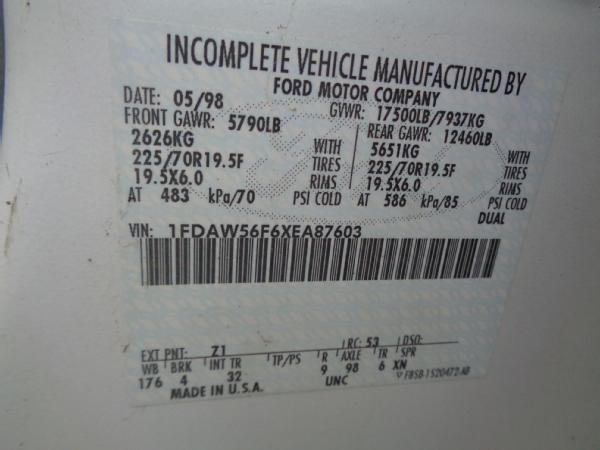 INCOMPLETE VEHICLE MANUFACTURED BY
FORD MOTOR COMPANY
DATE: 05/98 GVWR: 17500LB/7937KG
FRONT GAWR: 5790LB REAR GAWR: 12460LB
2626KG WITH 5651KG WITH
225/70R19.5F TIRES 225/70R19.5F TIRES
19.5X6.0 RIMS 19.5X6.0 RIMS
AT 483 kPa/70 PSI COLD AT 586 kPa/85 PSI COLD
DUAL
VIN: 1FDAW56F6XEA87603
EXT PNT: Z1 RC: 53 DSO:
WB BRK INT TR TP/PS R AXLE TR SPR
176 4 32 9 98 6 XN
MADE IN U.S.A. UNC F85B-1520472-AB